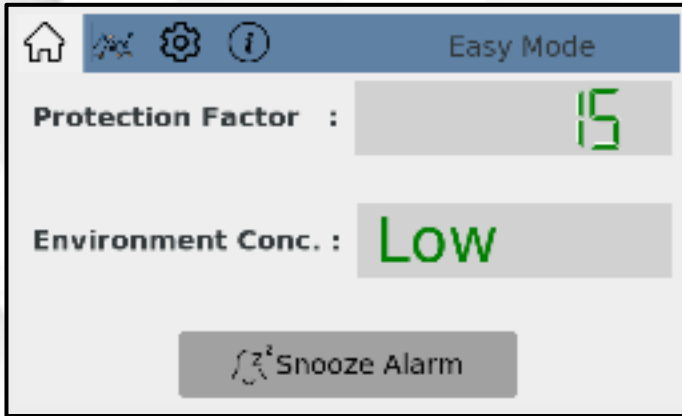 Easy Mode
Protection Factor : 15
Environment Conc. : Low
Snooze Alarm